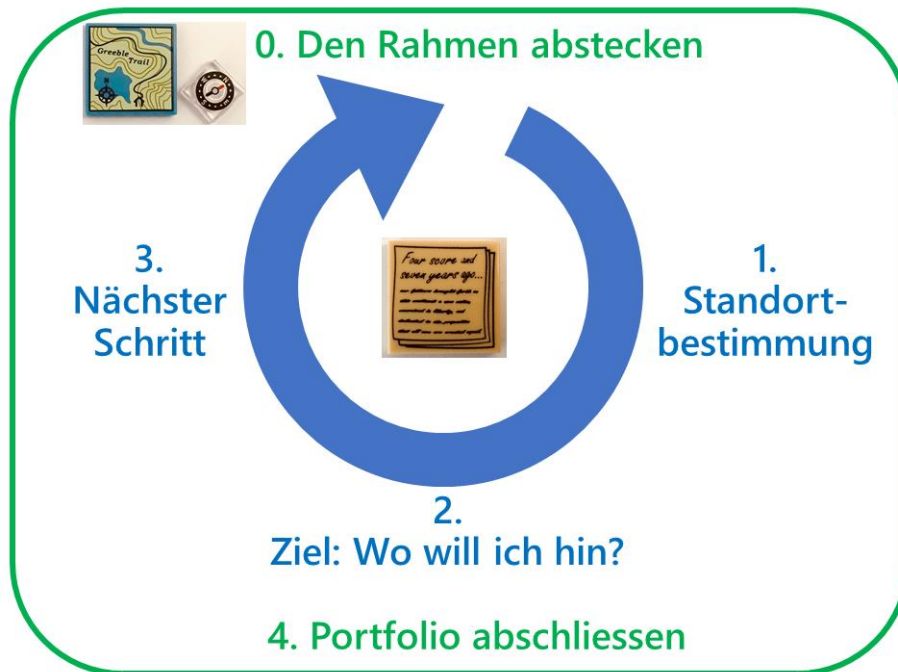 0. Den Rahmen abstecken
Greeble
Trail
N
Four score and
seven years ago...
1.
Standort-
bestimmung
2.
Ziel: Wo will ich hin?
3.
Nächster
Schritt
4. Portfolio abschliessen